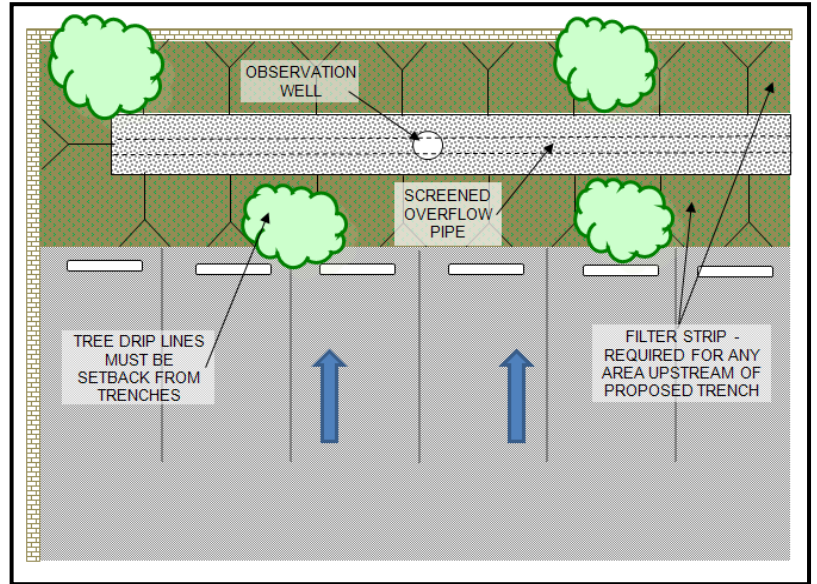 OBSERVATION
WELL
SCREENED
OVERFLOW
PIPE
TREE DRIP LINES
MUST BE
SETBACK FROM
TRENCHES
FILTER STRIP -
REQUIRED FOR ANY
AREA UPSTREAM OF
PROPOSED TRENCH